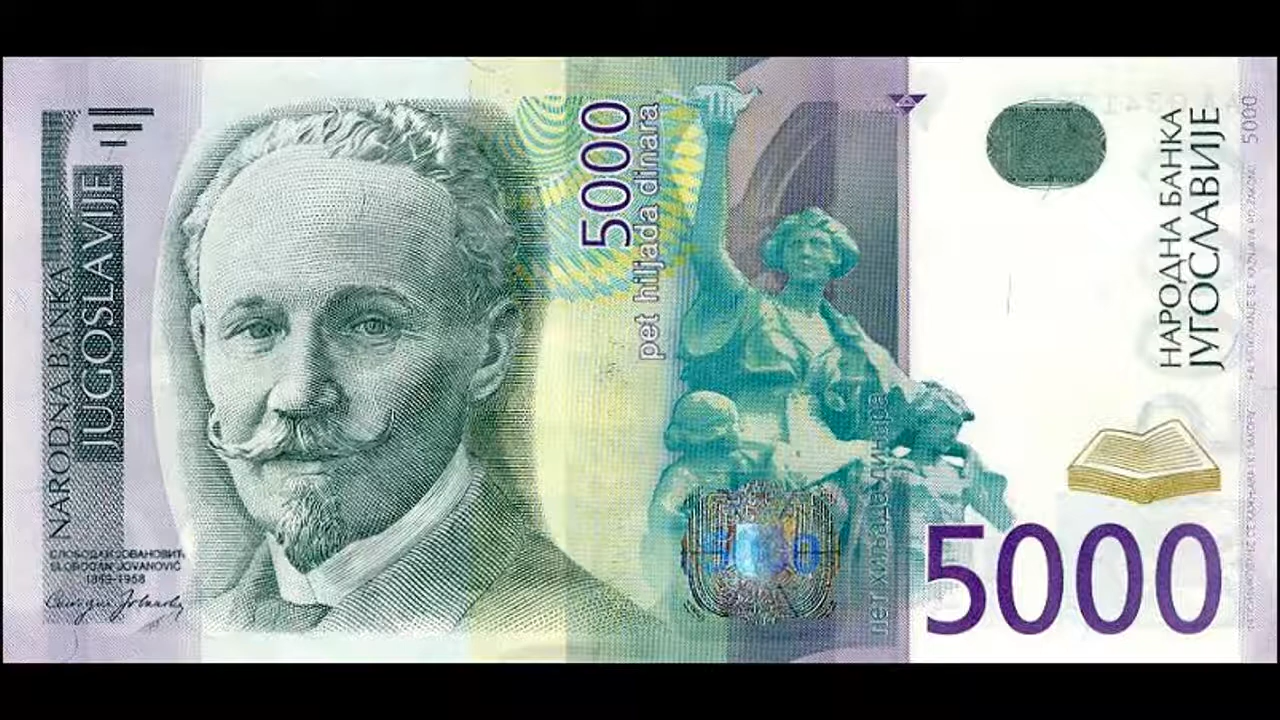 NARODNA BANKA
JUGOSLAVIJE
СЛОБОДАН ЈОВАНОВИЋ
SLOBODAN JOVANOVIĆ
1869-1958
5000
pet hiljada dinara
5000
пет хиљада динара
НАРОДНА БАНКА
ЈУГОСЛАВИЈЕ
5000
5000